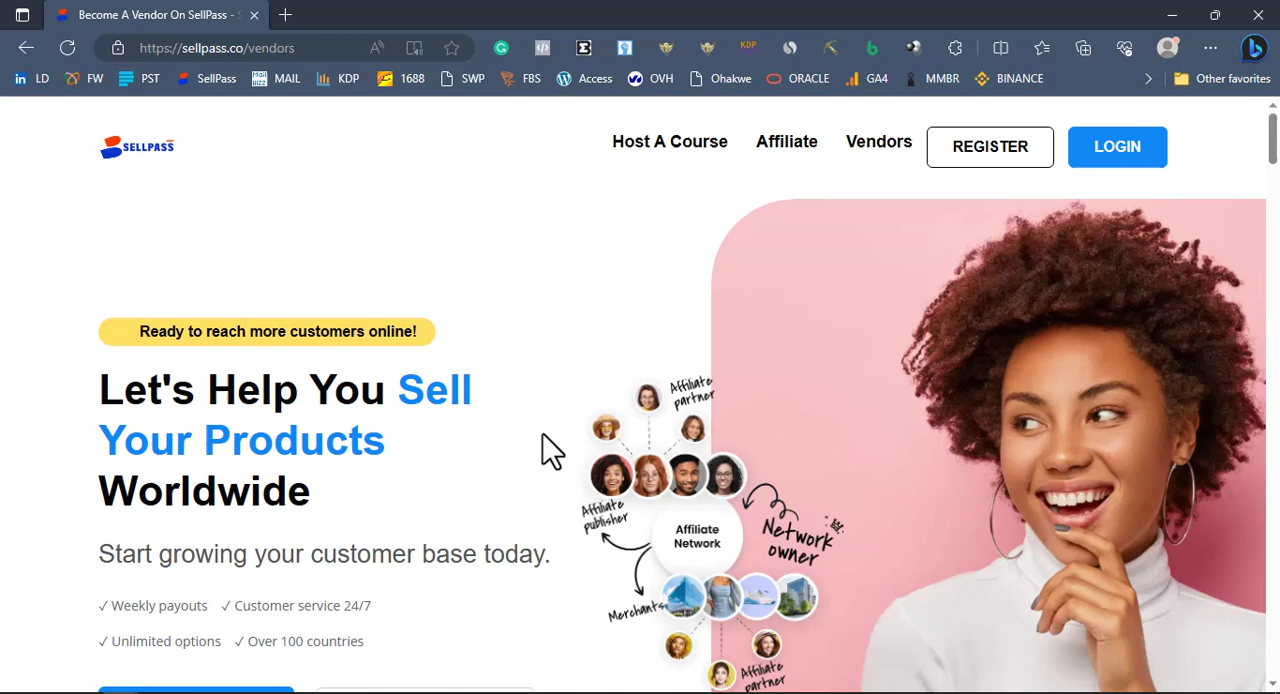 Become A Vendor On SellPass -
https://sellpass.co/vendors
KDP
LD
FW
PST
SellPass
MAIL
KDP
1688
SWP
FBS
Access
OVH
Ohakwe
ORACLE
GA4
MMBR
BINANCE
Other favorites
SELLPASS
Host A Course
Affiliate
Vendors
REGISTER
LOGIN
Ready to reach more customers online!
Let's Help You Sell
Your Products
Worldwide
Start growing your customer base today.
✓ Weekly payouts ✓ Customer service 24/7
✓ Unlimited options ✓ Over 100 countries
Affiliate
partner
Affiliate
publisher
Affiliate
Network
Network
owner
Merchants
Affiliate
partner